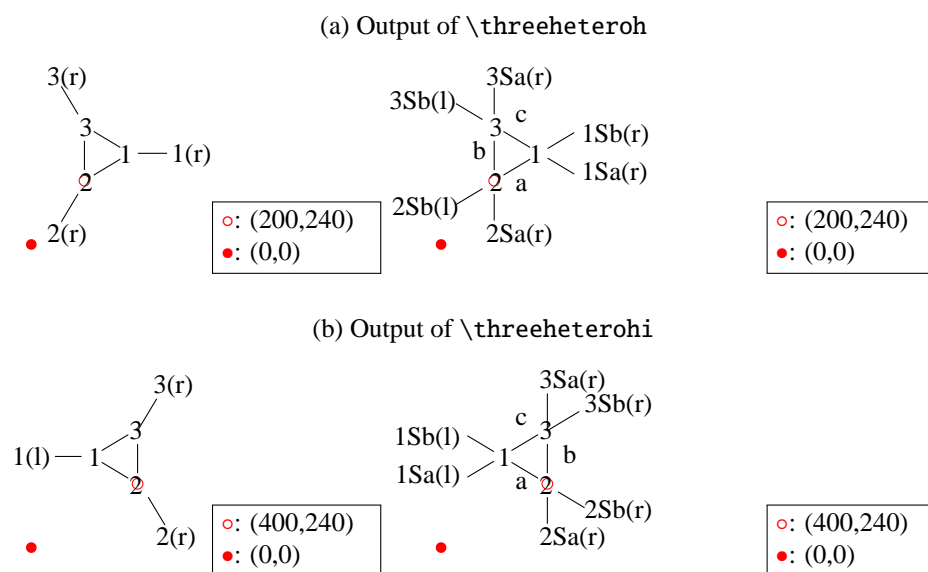 (a) Output of \threeheteroh
3(r)
3Sa(r)
3Sb(l)
c
3
3
1Sb(r)
b
1
1(r)
1
1Sa(r)
2
2
a
2Sb(l)
2(r)
2Sa(r)
○: (200,240)
●: (0,0)
○: (200,240)
●: (0,0)
(b) Output of \threeheterohi
3(r)
3Sa(r)
3Sb(r)
c
3
3
1Sb(l)
1(l)
1
1
b
1Sa(l)
a
2
2
2Sb(r)
2(r)
2Sa(r)
○: (400,240)
●: (0,0)
○: (400,240)
●: (0,0)